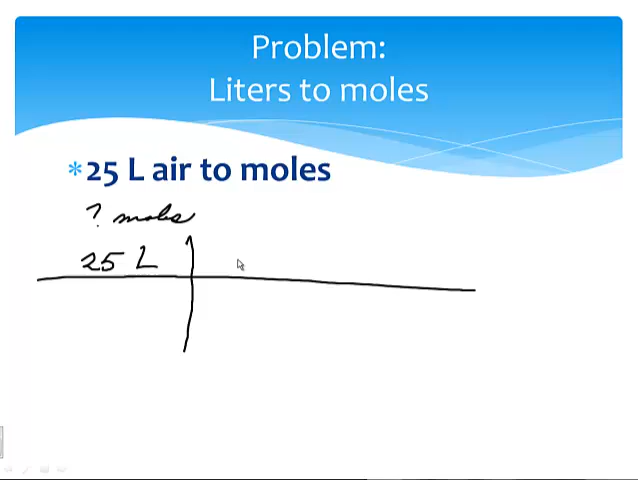 Problem:
Liters to moles
*25 L air to moles
? moles
25 L